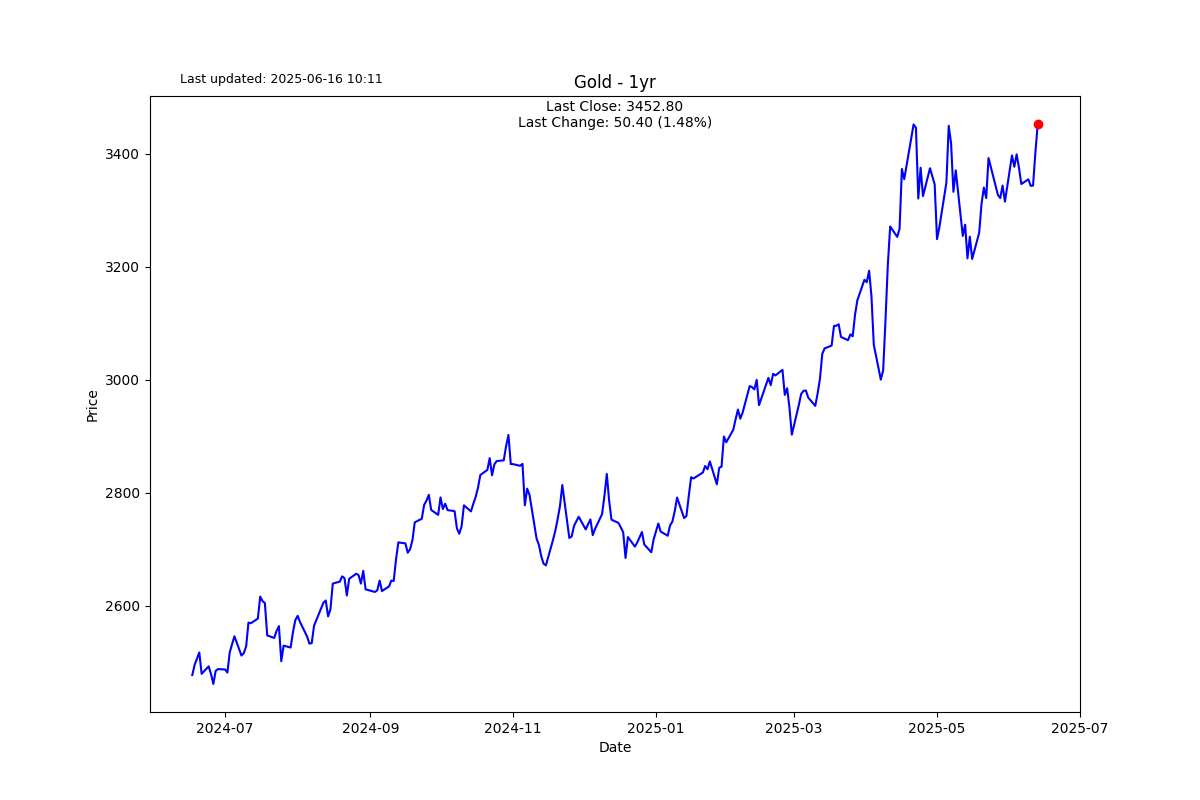 Last updated: 2025-06-16 10:11
Gold - 1yr
Last Close: 3452.80
Last Change: 50.40 (1.48%)
3400
3200
3000
2800
2600
Price
2024-07
2024-09
2024-11
2025-01
2025-03
2025-05
2025-07
Date